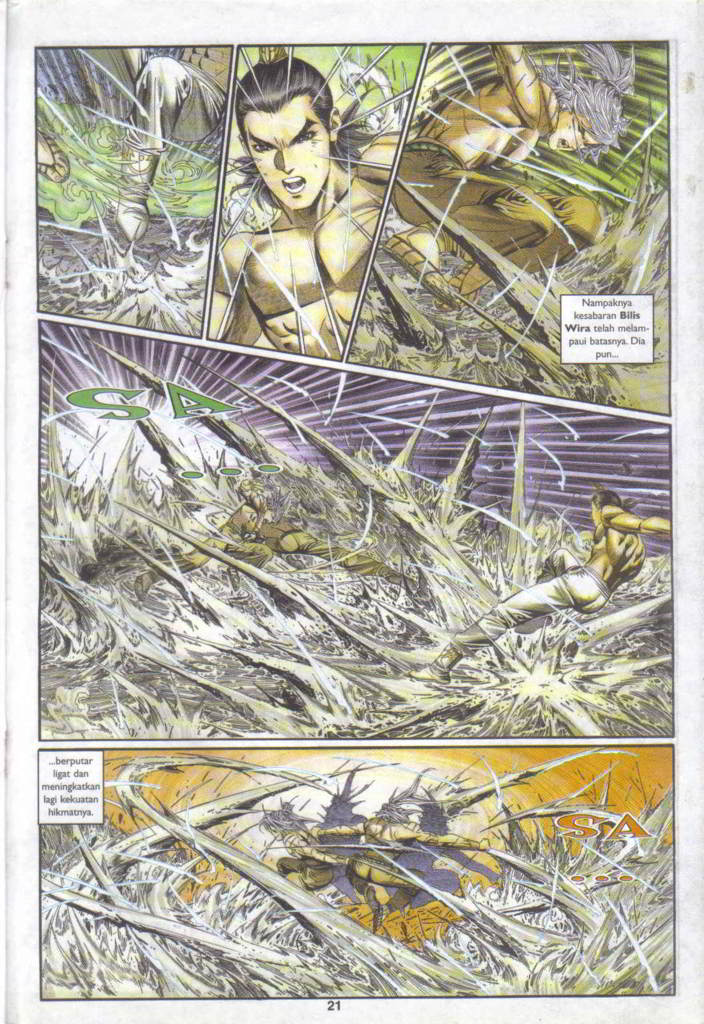 Nampaknya
kesabaran Bilis
Wira telah melam-
paui batasnya. Dia
pun...
SA
...
...berputar
ligat dan
meningkatkan
lagi kekuatan
hikmatnya.
SA
...
21